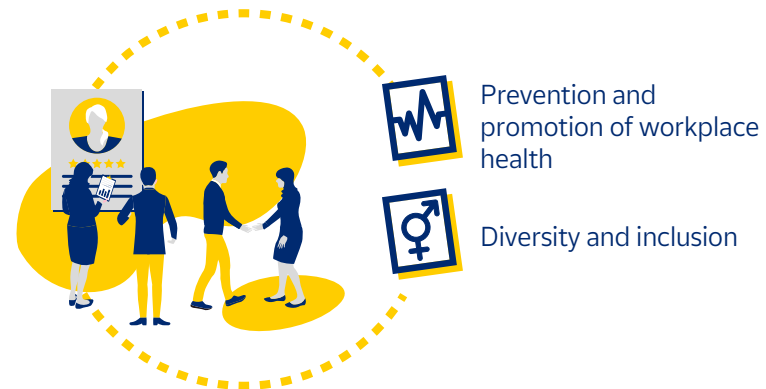 Prevention and
promotion of workplace
health
Diversity and inclusion